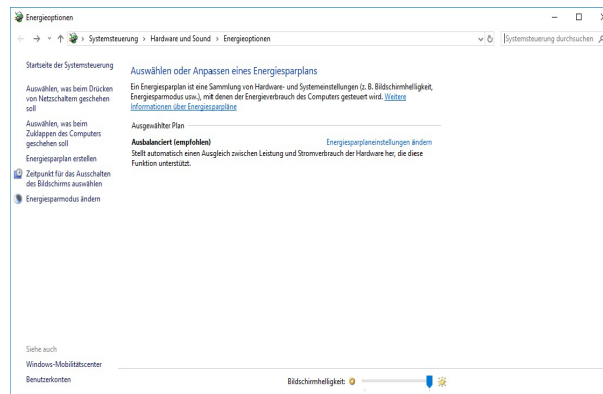 Energieoptionen
Systemsteuerung > Hardware und Sound > Energieoptionen
Systemsteuerung durchsuchen
Startseite der Systemsteuerung
Auswählen, was beim Drücken
von Netzschaltern geschehen
soll
Auswählen, was beim
Zuklappen des Computers
geschehen soll
Energiesparplan erstellen
Zeitpunkt für das Ausschalten
des Bildschirms auswählen
Energiesparmodus ändern
Auswählen oder Anpassen eines Energiesparplans
Ein Energiesparplan ist eine Sammlung von Hardware- und Systemeinstellungen (z. B. Bildschirmhelligkeit,
Energiesparmodus usw.), mit denen der Energieverbrauch des Computers gesteuert wird. Weitere
Informationen über Energiesparpläne
Ausgewählter Plan
Ausbalanciert (empfohlen) Energiesparplaneinstellungen ändern
Stellt automatisch einen Ausgleich zwischen Leistung und Stromverbrauch der Hardware her, die diese
Funktion unterstützt.
Siehe auch
Windows-Mobilitätscenter
Benutzerkonten
Bildschirmhelligkeit: